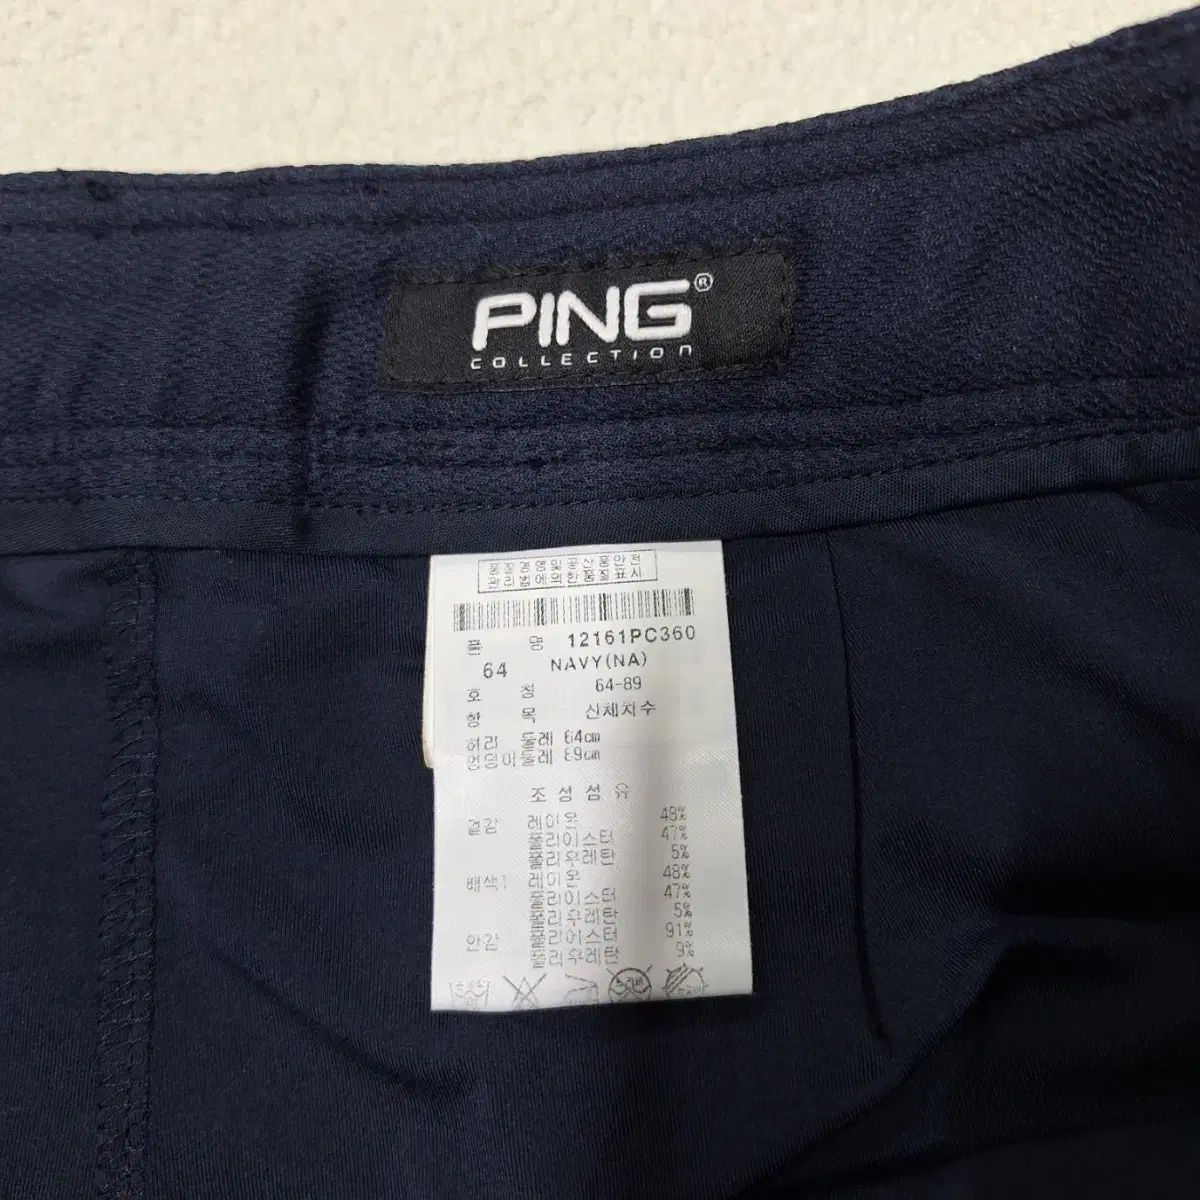 PING®
COLLECTION
품질경영및공산품안전
관리법에의한품질표시
품 명 12161PC360
64 NAVY(NA)
호 칭 64-89
항 목 신체치수
허리 둘레 64cm
엉덩이둘레 89cm
조성섬유
겉감 레이온 48%
폴리에스터 47%
폴리우레탄 5%
배색1 레이온 48%
폴리에스터 47%
폴리우레탄 5%
안감 폴리에스터 91%
폴리우레탄 9%